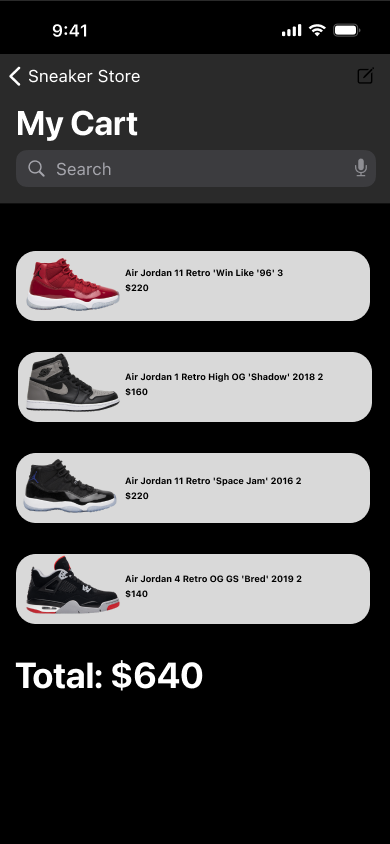 9:41
Sneaker Store
My Cart
Search
Air Jordan 11 Retro 'Win Like '96' 3
$220
Air Jordan 1 Retro High OG 'Shadow' 2018 2
$160
Air Jordan 11 Retro 'Space Jam' 2016 2
$220
Air Jordan 4 Retro OG GS 'Bred' 2019 2
$140
Total: $640